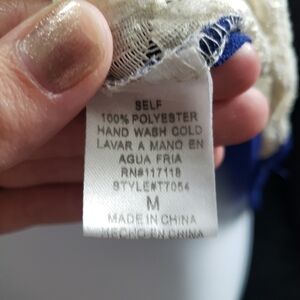 SELF
100% POLYESTER
HAND WASH COLD
LAVAR A MANO EN
AGUA FRIA
RN#117118
STYLE#T7054
M
MADE IN CHINA
HECHO EN CHINA